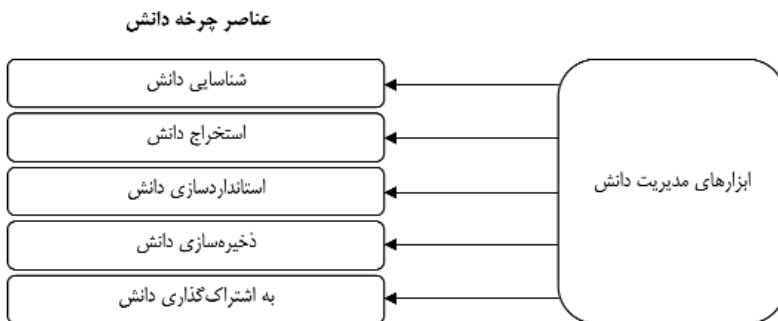 عناصر چرخه دانش
شناسایی دانش
استخراج دانش
ابزارهای مدیریت دانش
استانداردسازی دانش
ذخیره‌سازی دانش
به اشتراک‌گذاری دانش